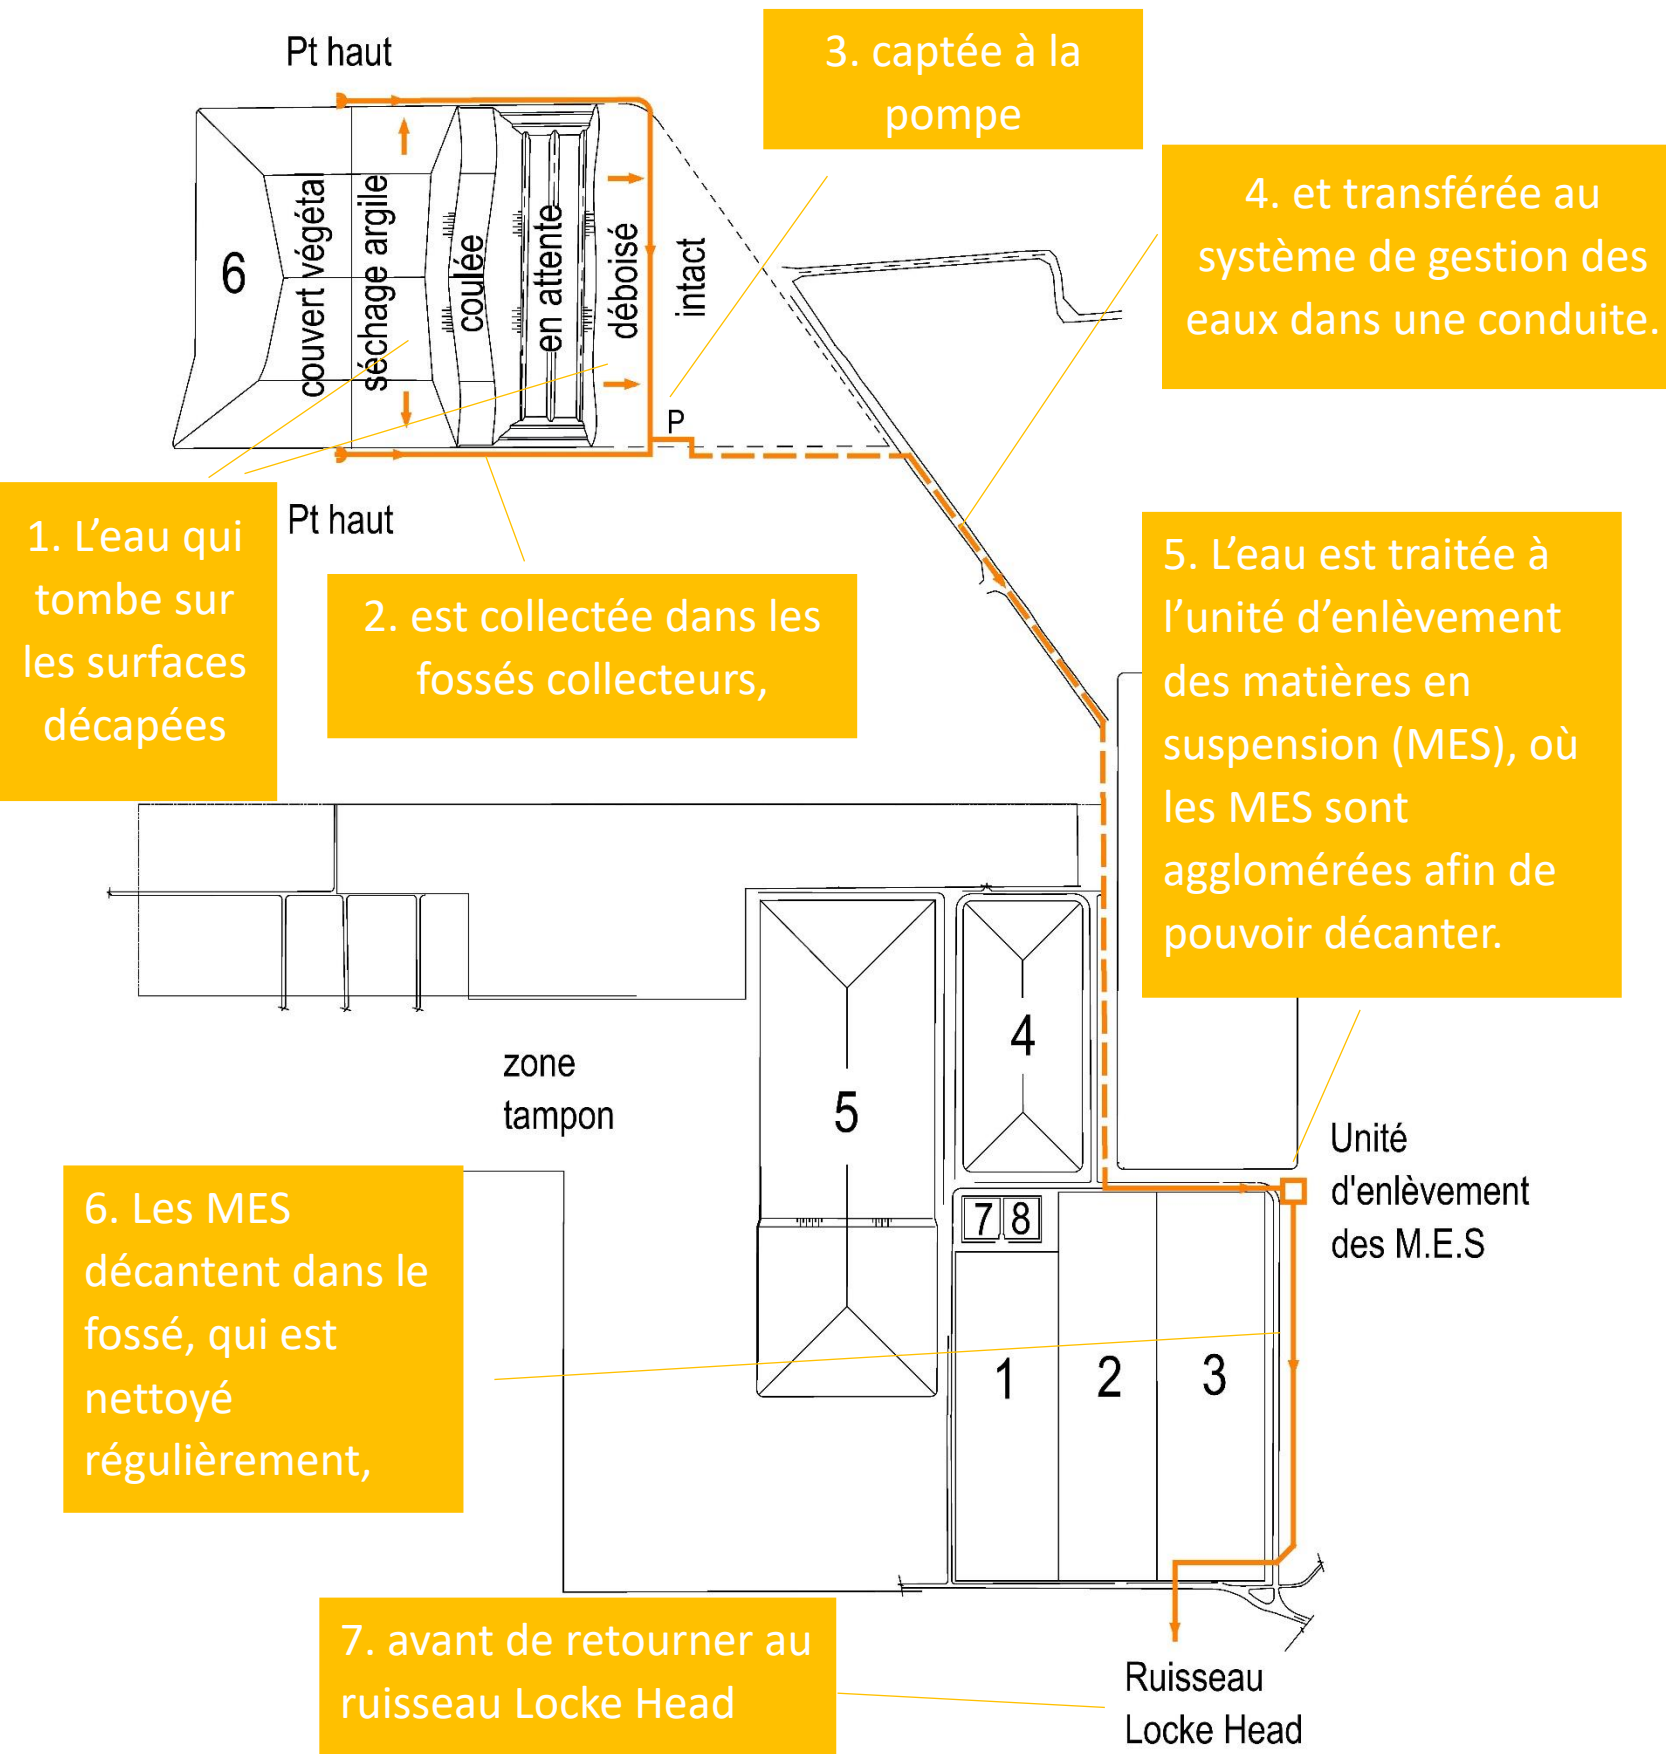 Pt haut
3. captée à la
pompe
4. et transférée au
système de gestion des
eaux dans une conduite.
6
couvert végétal
séchage argile
coulée
en attente
déboisé
intact
P
Pt haut
1. L’eau qui
tombe sur
les surfaces
décapées
2. est collectée dans les
fossés collecteurs,
5. L’eau est traitée à
l’unité d’enlèvement
des matières en
suspension (MES), où
les MES sont
agglomérées afin de
pouvoir décanter.
zone
tampon
5
4
Unité
d'enlèvement
des M.E.S
7 8
6. Les MES
décantent dans le
fossé, qui est
nettoyé
régulièrement,
1
2
3
7. avant de retourner au
ruisseau Locke Head
Ruisseau
Locke Head